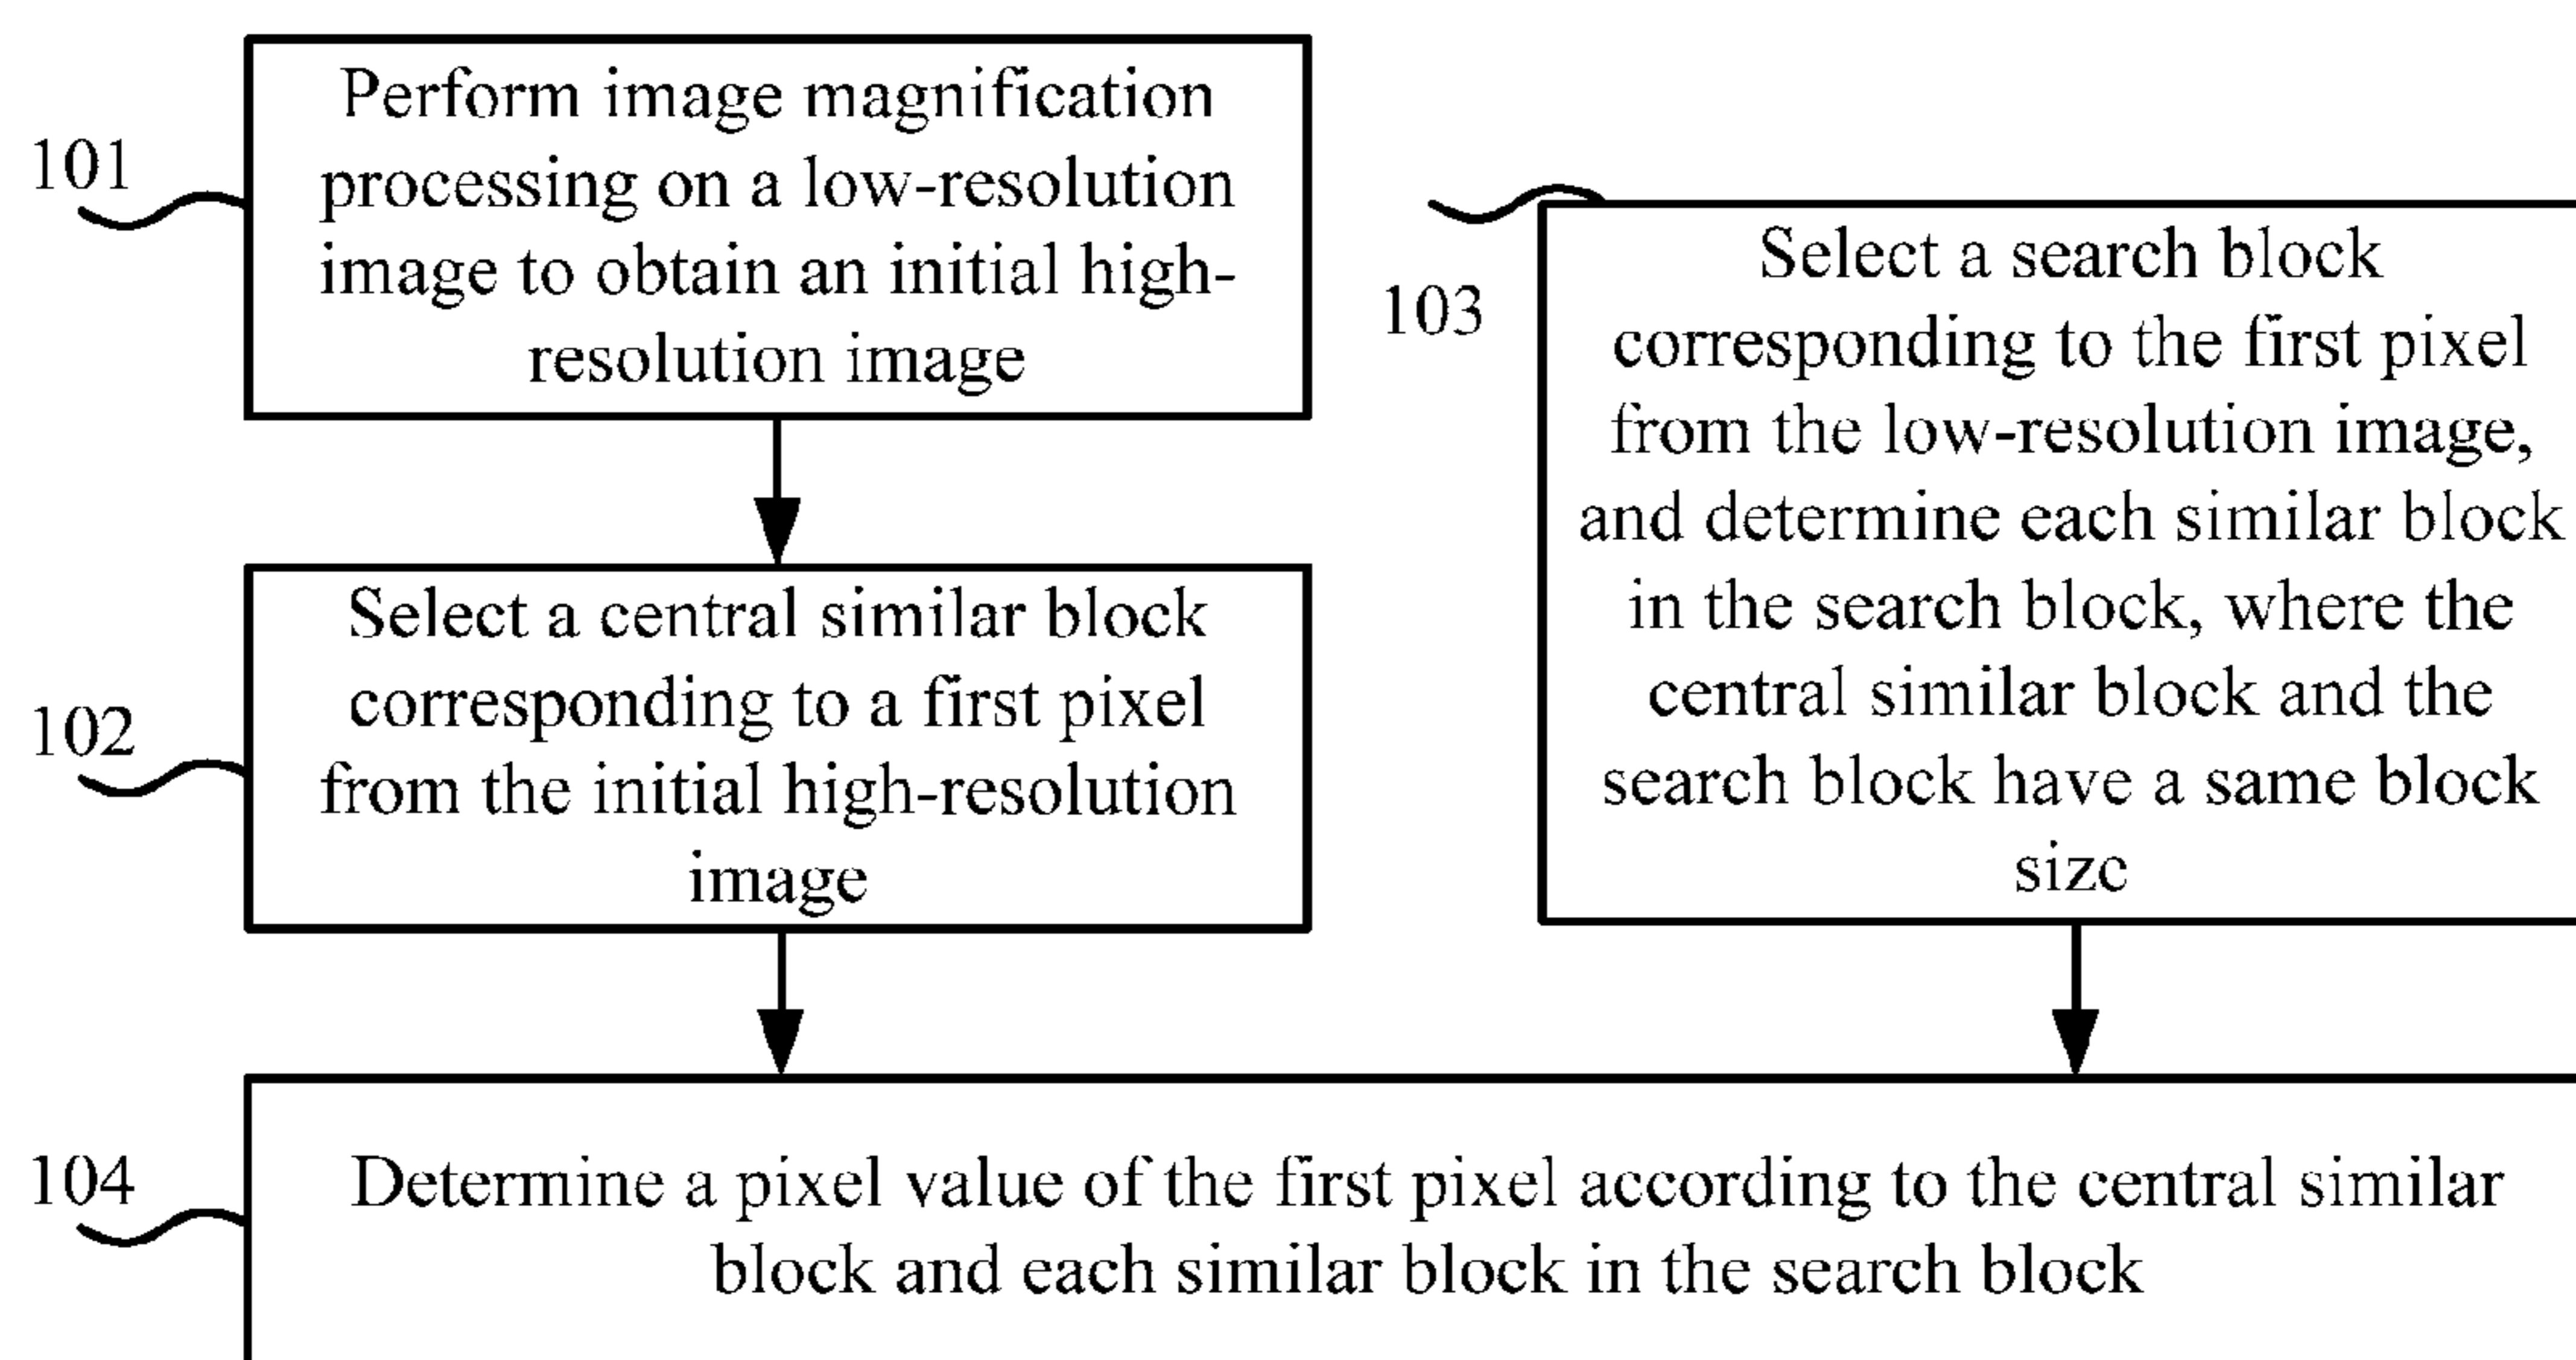 101
Perform image magnification
processing on a low-resolution
image to obtain an initial high-
resolution image
102
Select a central similar block
corresponding to a first pixel
from the initial high-resolution
image
103
Select a search block
corresponding to the first pixel
from the low-resolution image,
and determine each similar block
in the search block, where the
central similar block and the
search block have a same block
size
104
Determine a pixel value of the first pixel according to the central similar
block and each similar block in the search block